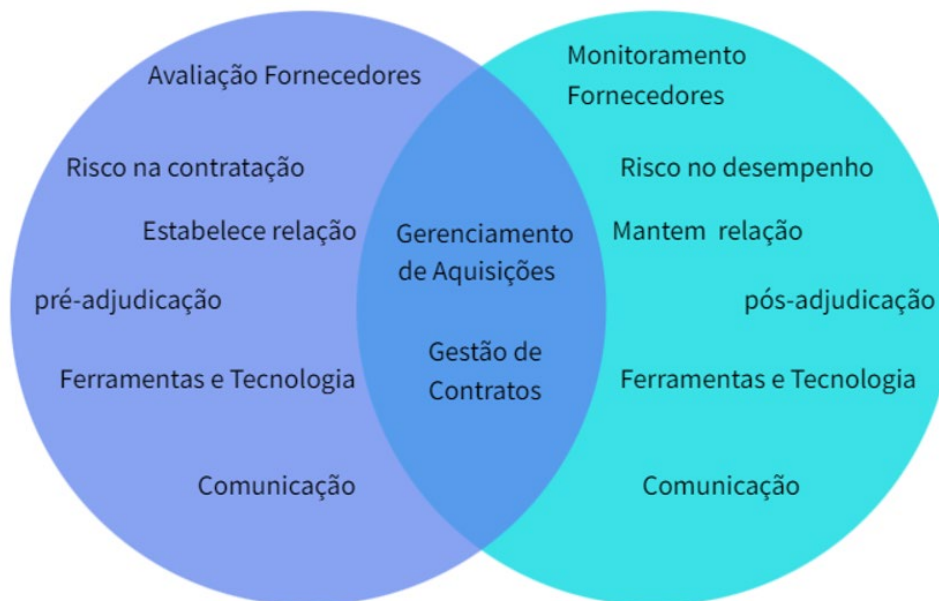 Avaliação Fornecedores
Risco na contratação
Estabelece relação
pré-adjudicação
Ferramentas e Tecnologia
Comunicação
Gerenciamento
de Aquisições
Gestão de
Contratos
Monitoramento
Fornecedores
Risco no desempenho
Mantem relação
pós-adjudicação
Ferramentas e Tecnologia
Comunicação